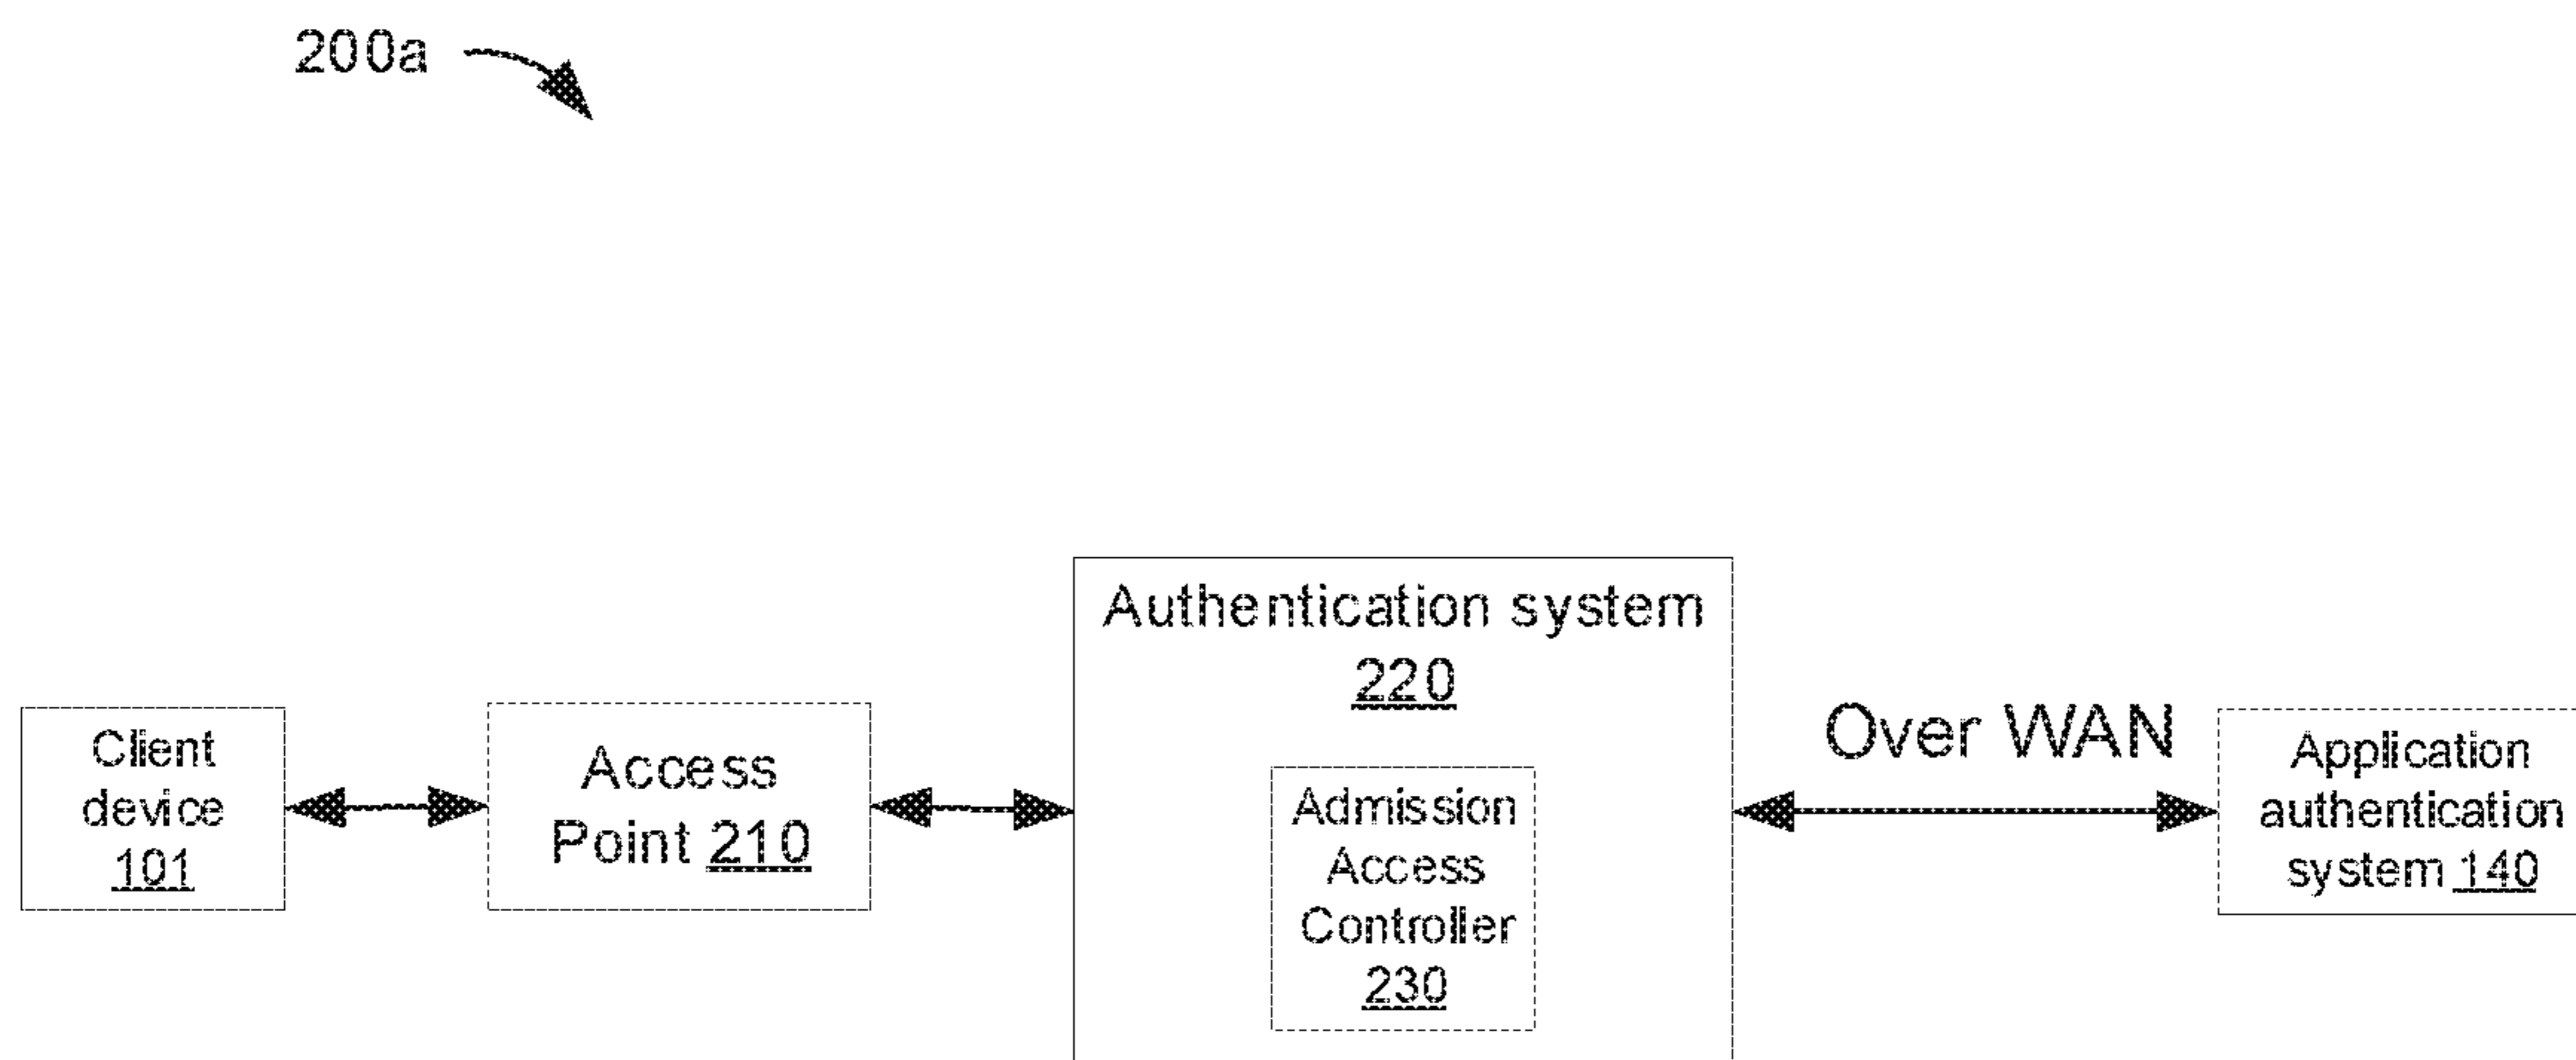 200a
Authentication system
220
Client
device
101
Access
Point 210
Admission
Access
Controller
230
Over WAN
Application
authentication
system 140